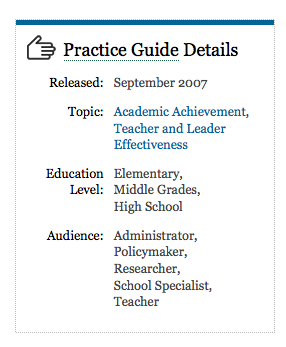 Practice Guide Details
Released: September 2007
Topic: Academic Achievement,
Teacher and Leader
Effectiveness
Education Elementary,
Level: Middle Grades,
High School
Audience: Administrator,
Policymaker,
Researcher,
School Specialist,
Teacher